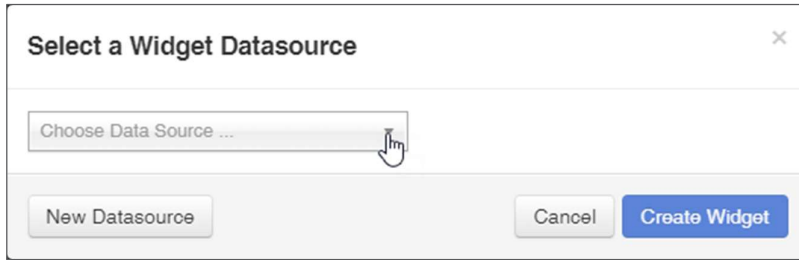 Select a Widget Datasource
×
Choose Data Source ...
New Datasource
Cancel
Create Widget